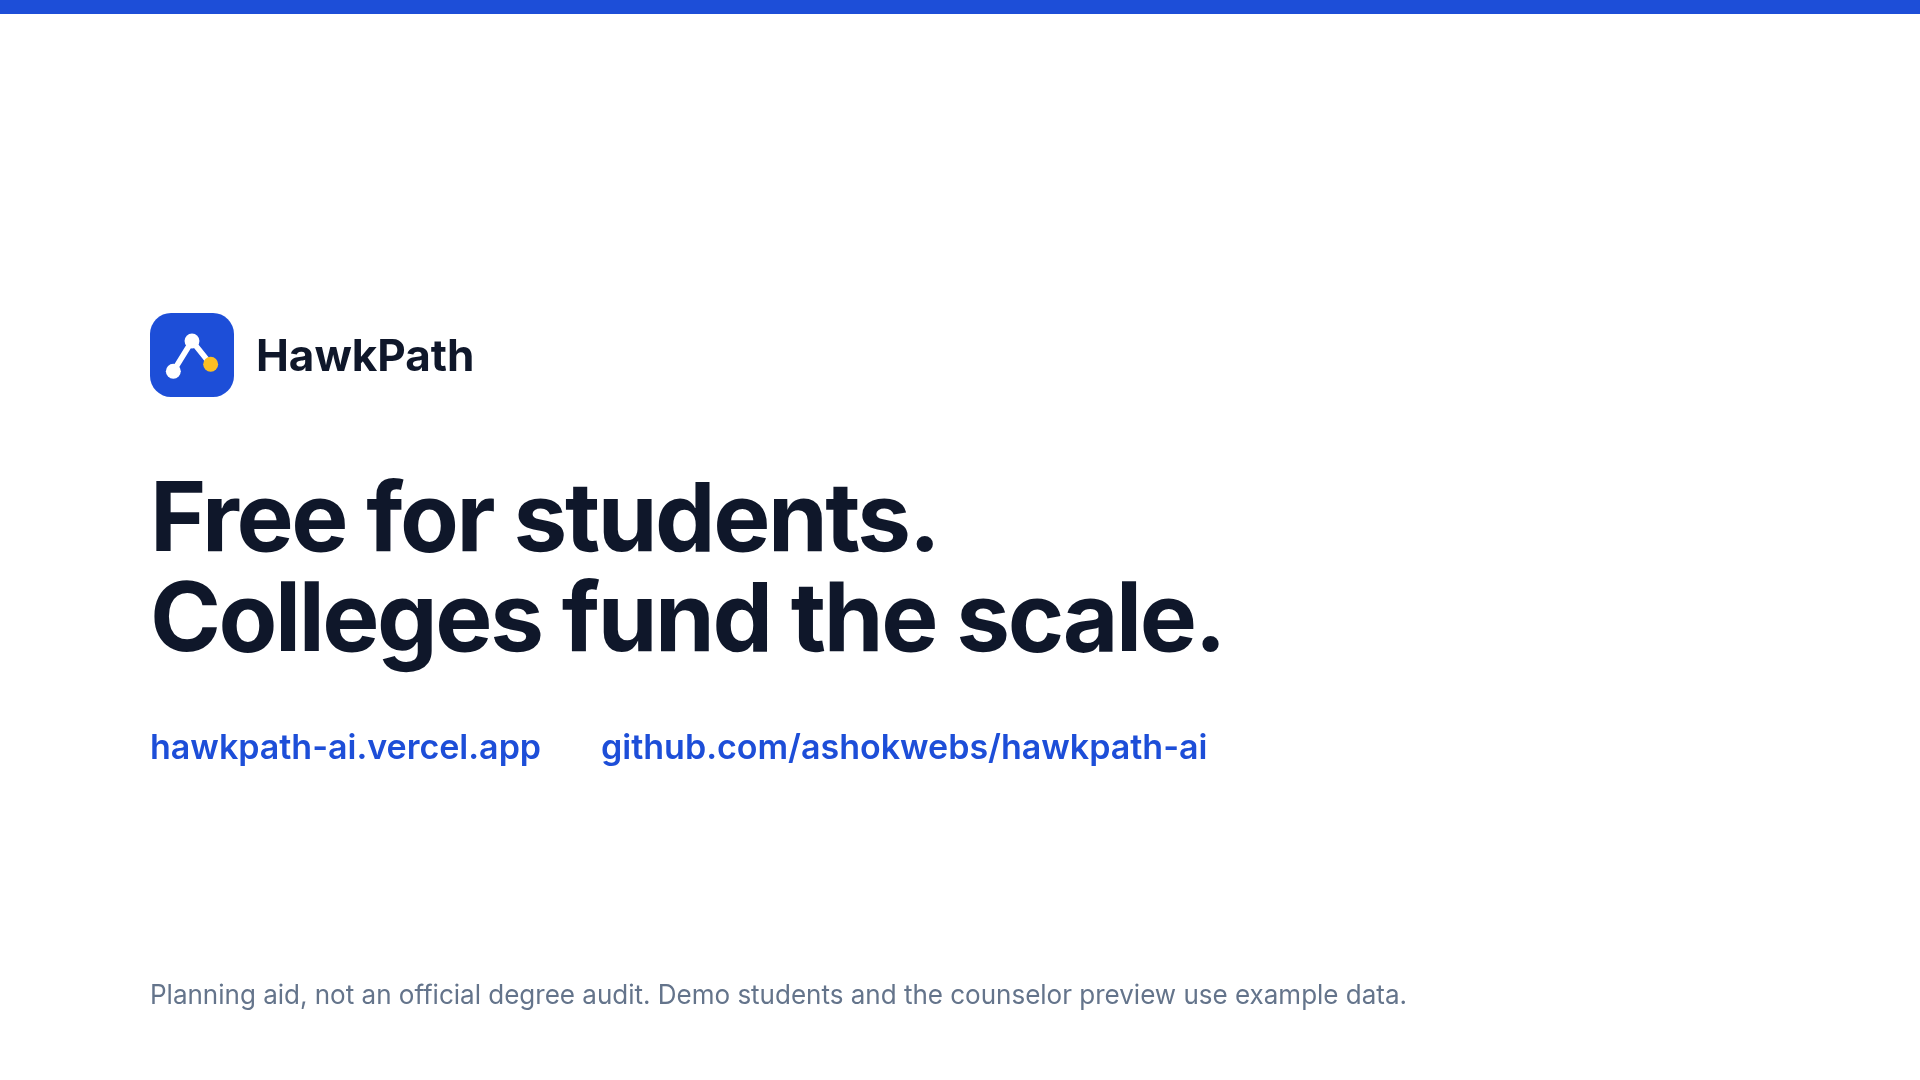 HawkPath
Free for students.
Colleges fund the scale.
hawkpath-ai.vercel.app github.com/ashokwebs/hawkpath-ai
Planning aid, not an official degree audit. Demo students and the counselor preview use example data.